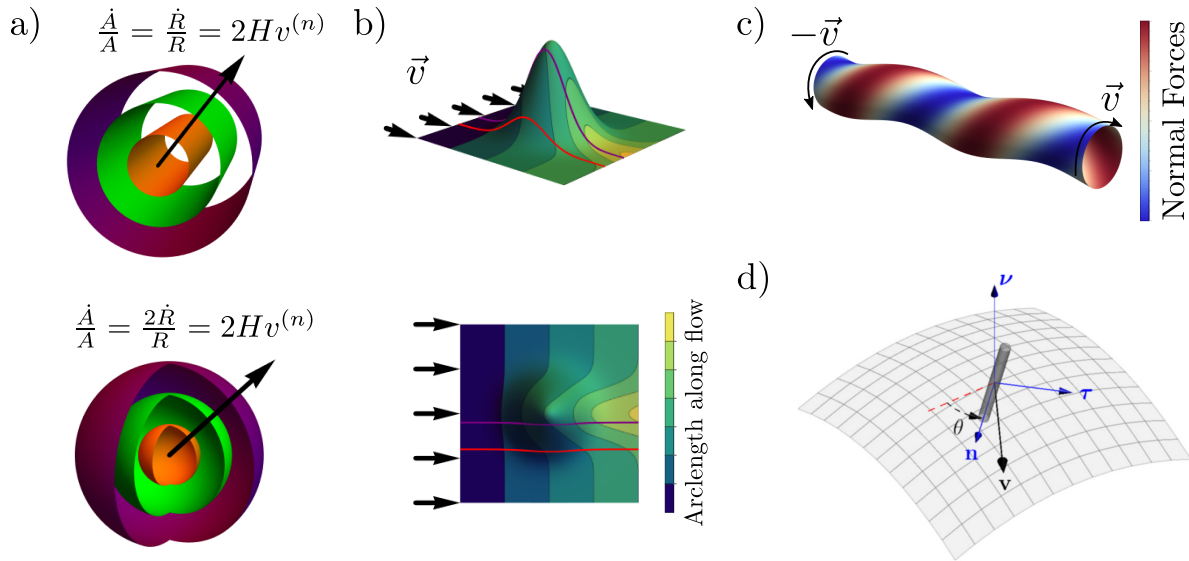 a)
$\frac{\dot{A}}{A} = \frac{\dot{R}}{R} = 2Hv^{(n)}$
$\frac{\dot{A}}{A} = \frac{2\dot{R}}{R} = 2Hv^{(n)}$
b)
$\vec{v}$
Arclength along flow
c)
$-\vec{v}$
$\vec{v}$
Normal Forces
d)
ν
τ
θ
n
v